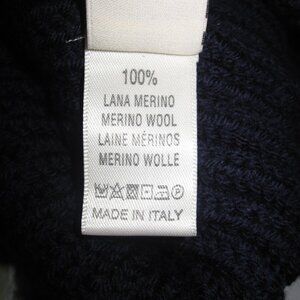 100%
LANA MERINO
MERINO WOOL
LAINE MÉRINOS
MERINO WOLLE
MADE IN ITALY